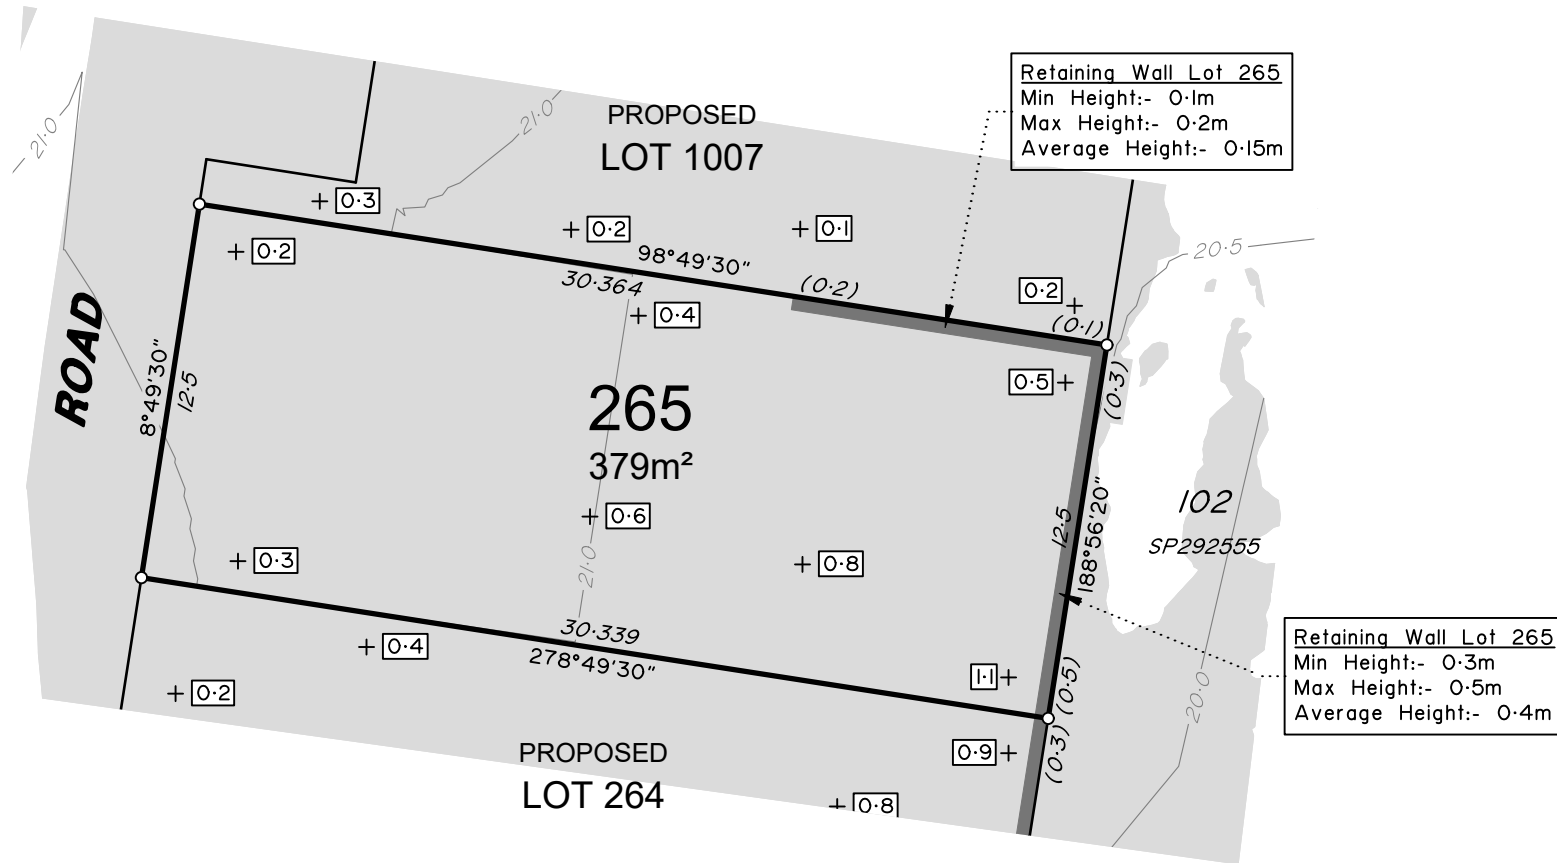 Retaining Wall Lot 265
Min Height:- 0·1m
Max Height:- 0·2m
Average Height:- 0·15m
21·0
21·0
PROPOSED
LOT 1007
0·3
0·2
0·1
0·2
98°49'30"
30·364
(0·2)
0·2
(0·1)
20·5
0·4
0·5
(0·3)
ROAD
8°49'30"
12·5
265
379m²
0·6
21·0
0·8
12·5
188°56'20"
102
SP292555
0·3
30·339
278°49'30"
0·4
0·2
1·1
(0·5)
20·0
Retaining Wall Lot 265
Min Height:- 0·3m
Max Height:- 0·5m
Average Height:- 0·4m
PROPOSED
LOT 264
0·9
(0·3)
0·8